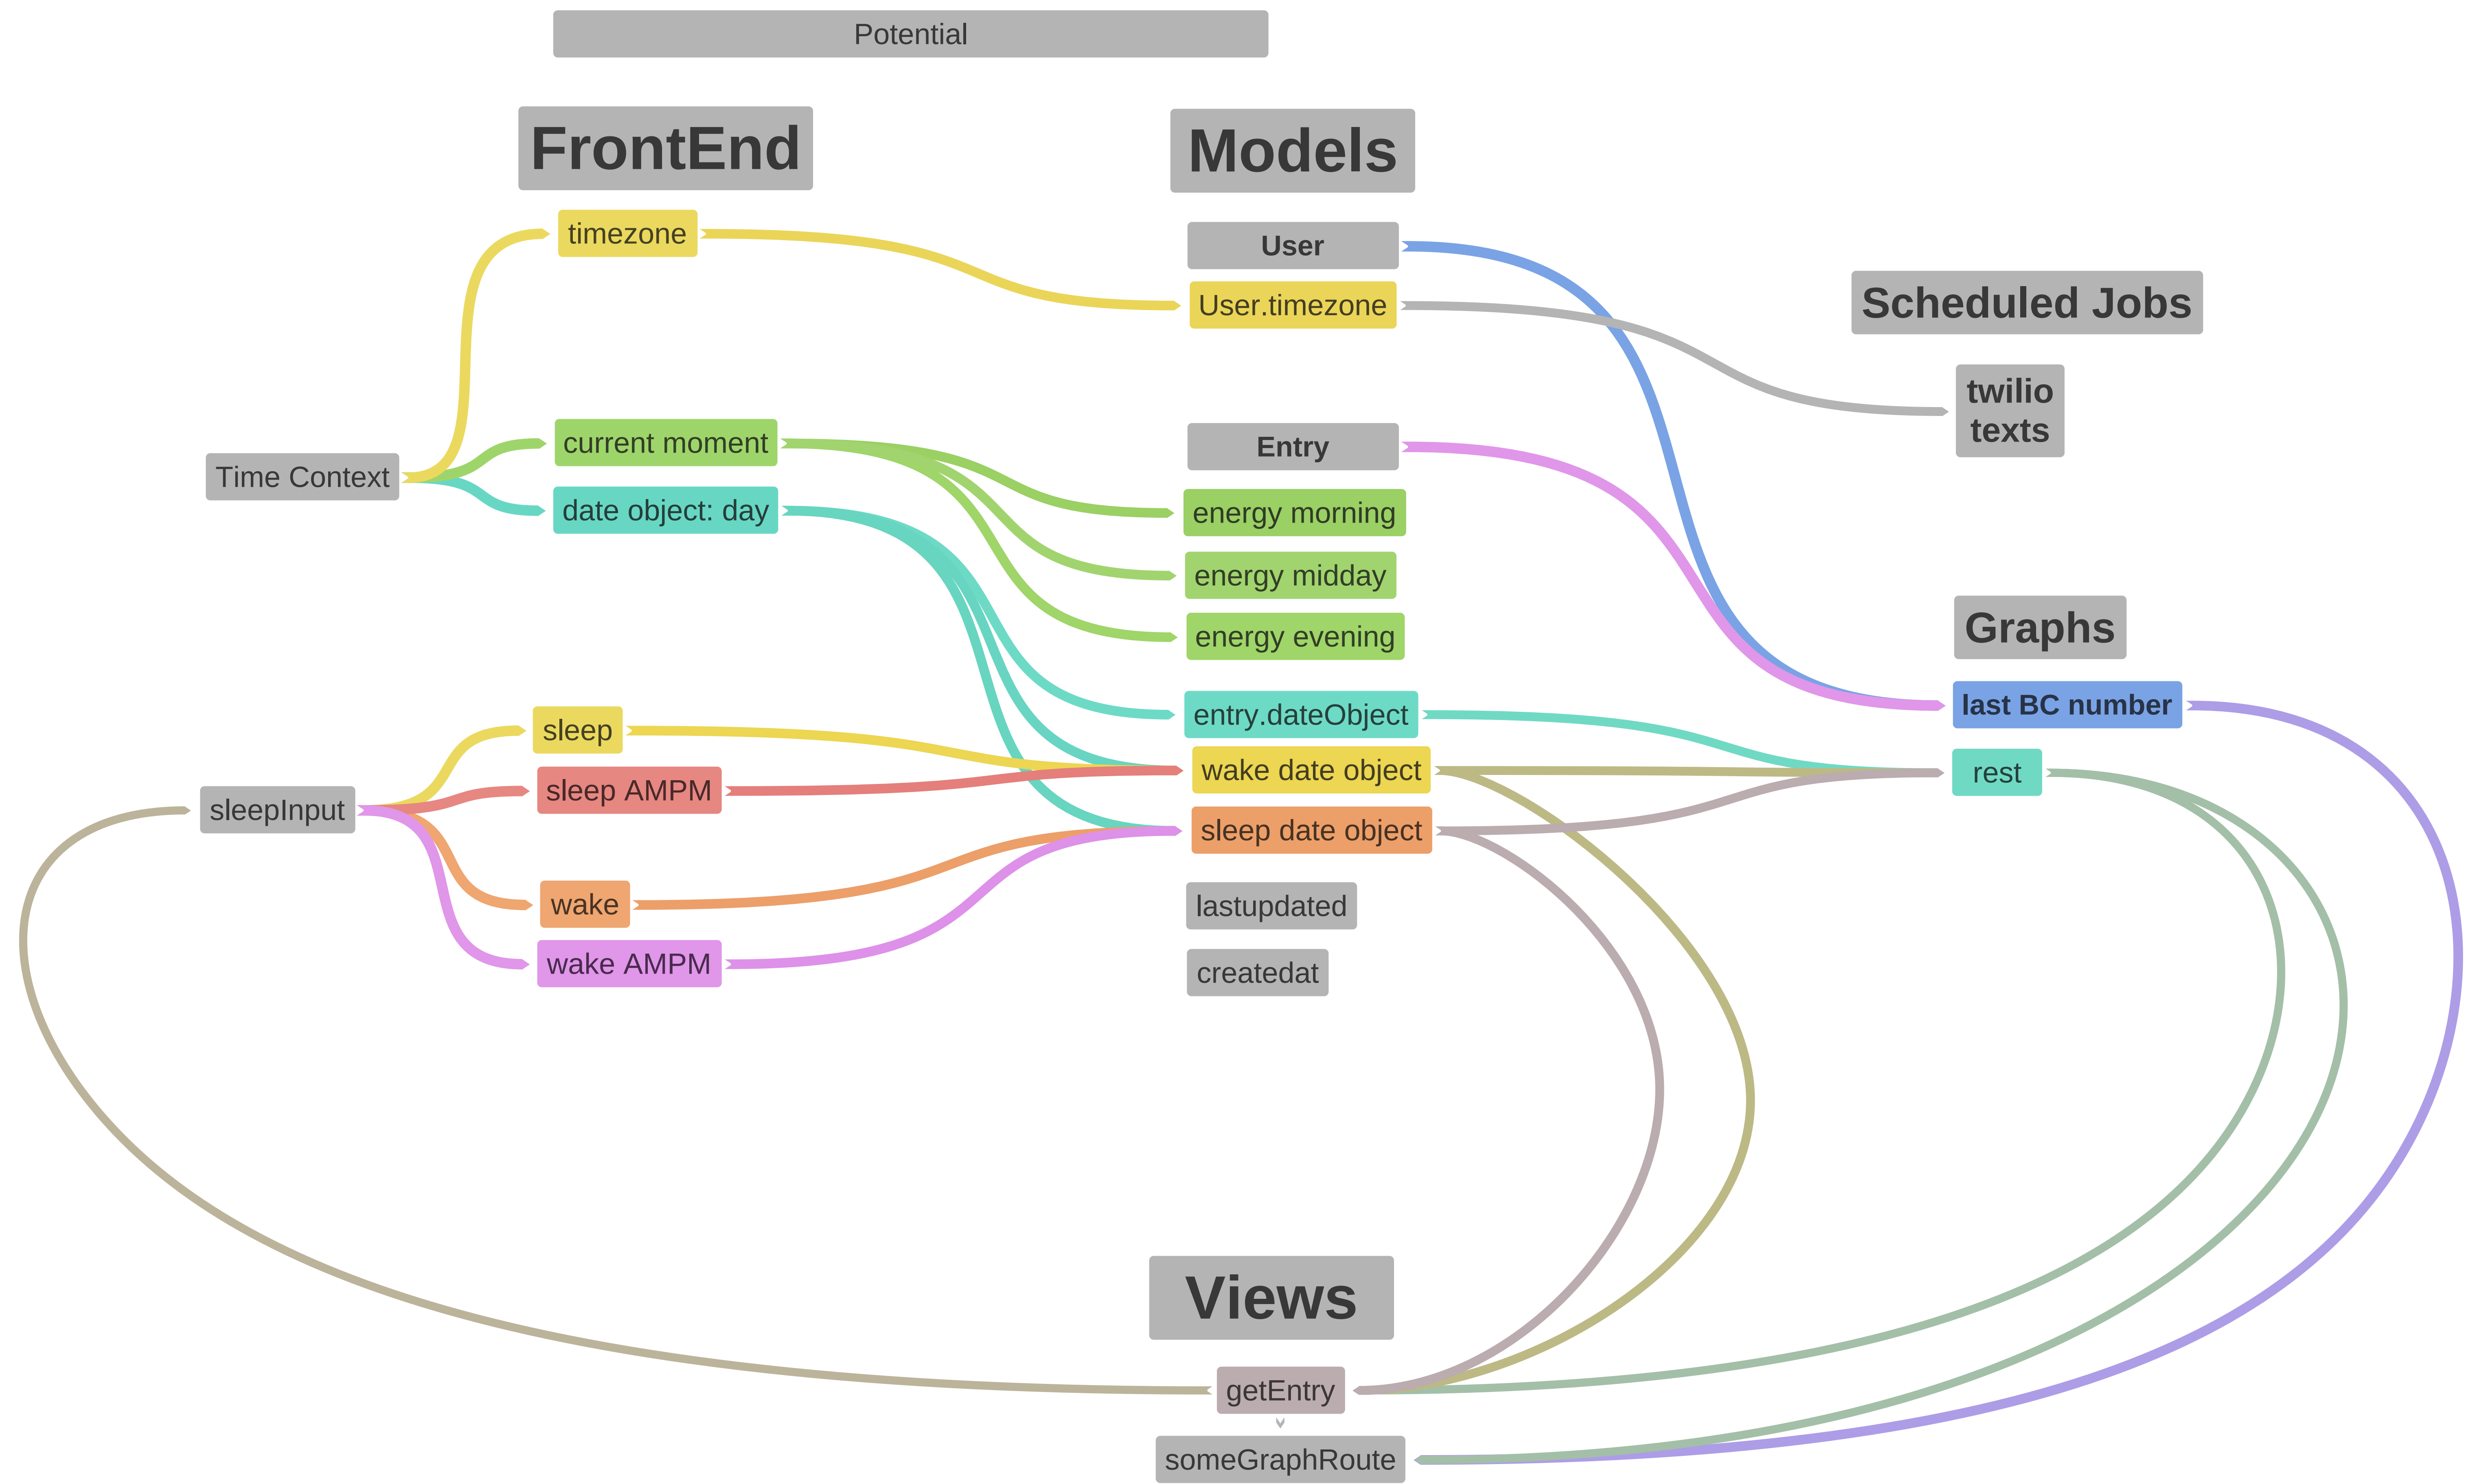 Potential
FrontEnd
Models
timezone
User
User.timezone
Scheduled Jobs
twilio
texts
Time Context
current moment
date object: day
Entry
energy morning
energy midday
energy evening
Graphs
last BC number
rest
entry.dateObject
wake date object
sleep date object
lastupdated
createdat
sleepInput
sleep
sleep AMPM
wake
wake AMPM
Views
getEntry
someGraphRoute